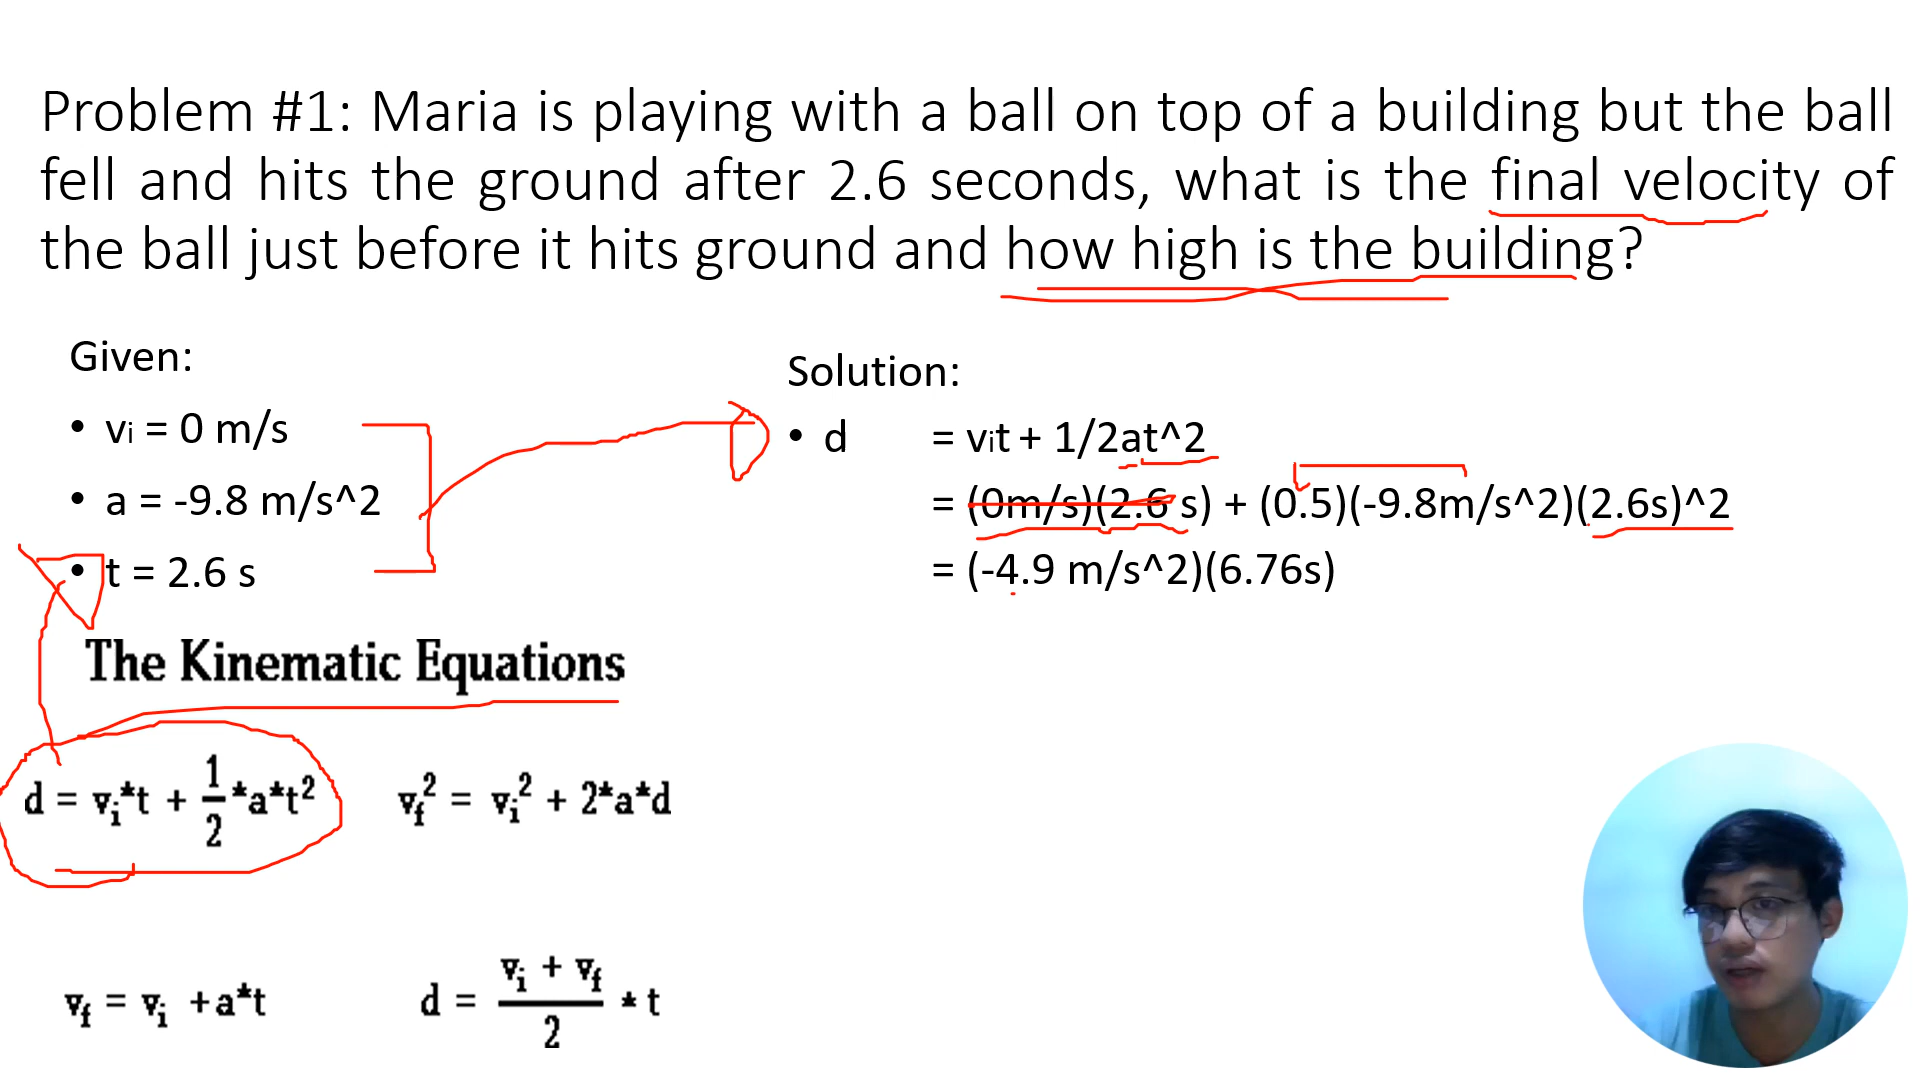 Problem #1: Maria is playing with a ball on top of a building but the ball
fell and hits the ground after 2.6 seconds, what is the final velocity of
the ball just before it hits ground and how high is the building?
Given:
• vi = 0 m/s
• a = -9.8 m/s^2
• t = 2.6 s
Solution:
• d = vit + 1/2at^2
= (0m/s)(2.6 s) + (0.5)(-9.8m/s^2)(2.6s)^2
= (-4.9 m/s^2)(6.76s)
The Kinematic Equations
d = vi*t + 1/2*a*t²
vf² = vi² + 2*a*d
vf = vi +a*t
d = vi + vf / 2 * t